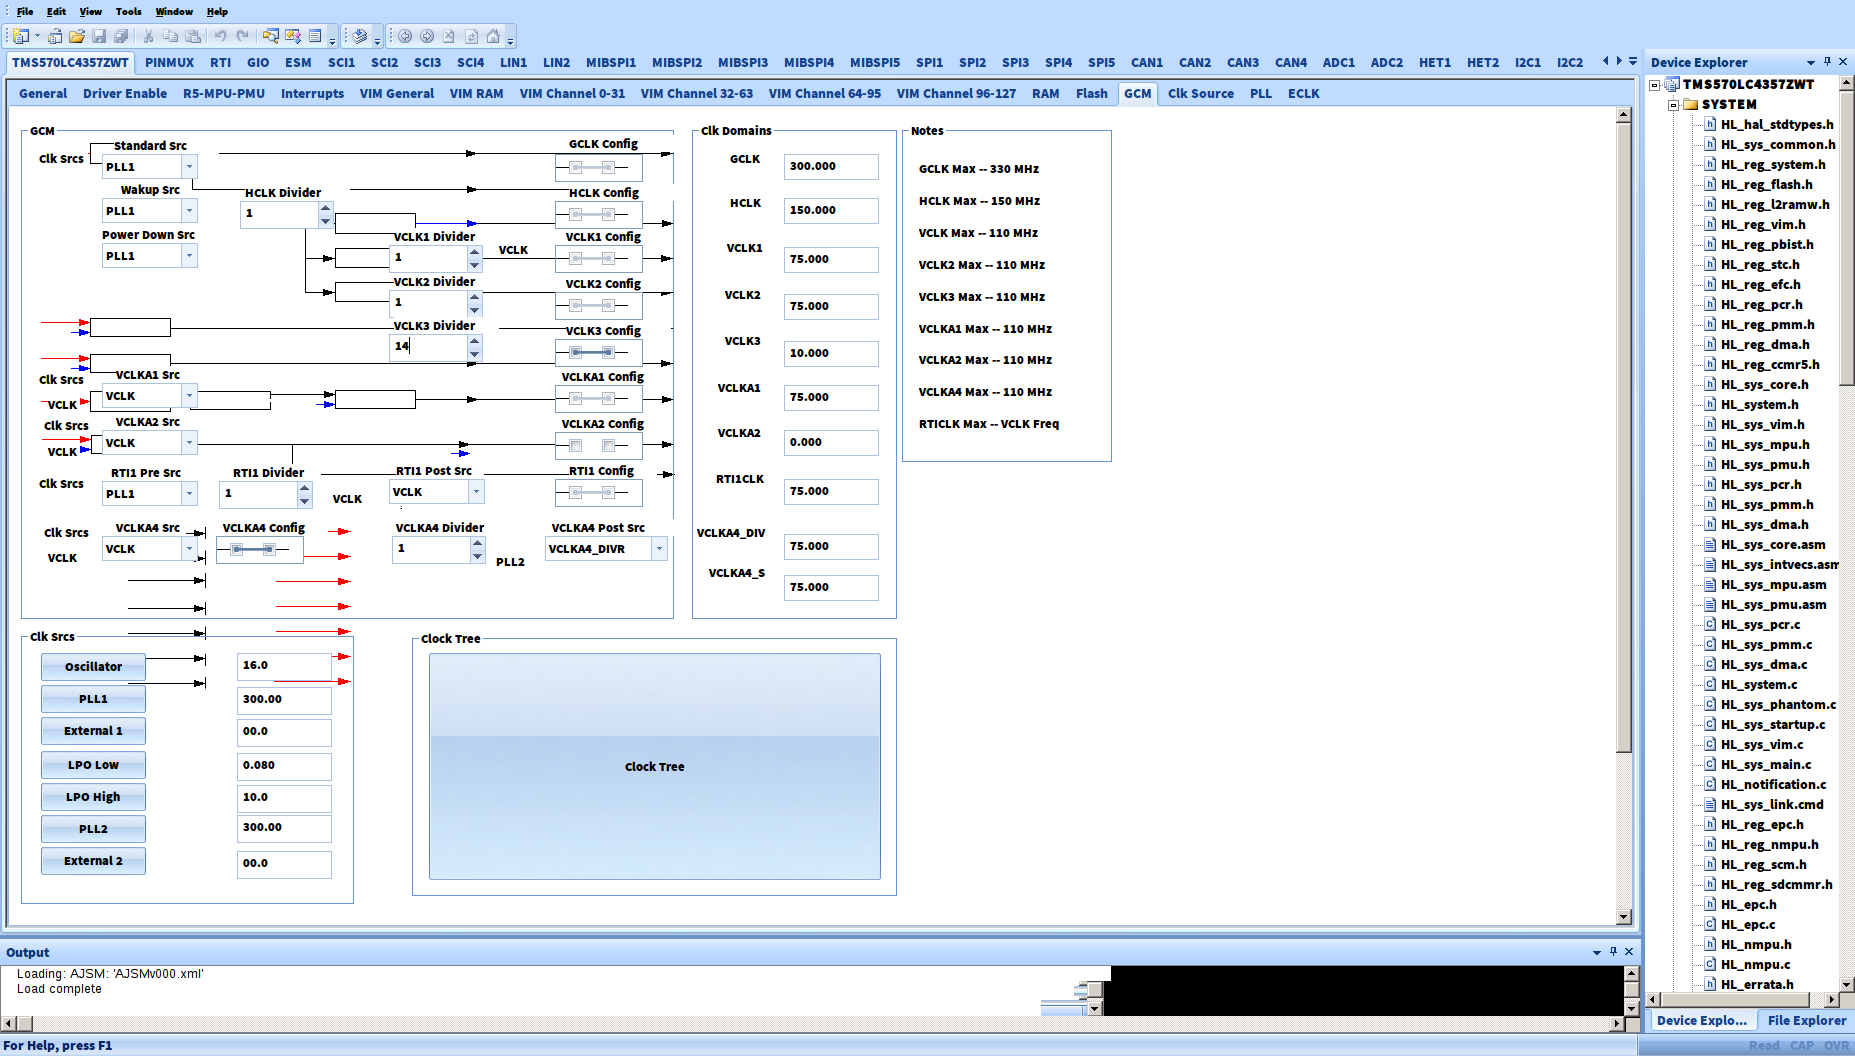 File Edit View Tools Window Help
TMS570LC4357ZWT PINMUX RTI GIO ESM SCI1 SCI2 SCI3 SCI4 LIN1 LIN2 MIBSPI1 MIBSPI2 MIBSPI3 MIBSPI4 MIBSPI5 SPI1 SPI2 SPI3 SPI4 SPI5 CAN1 CAN2 CAN3 CAN4 ADC1 ADC2 HET1 HET2 I2C1 I2C2
General Driver Enable R5-MPU-PMU Interrupts VIM General VIM RAM VIM Channel 0-31 VIM Channel 32-63 VIM Channel 64-95 VIM Channel 96-127 RAM Flash GCM Clk Source PLL ECLK
GCM
Standard Src
Clk Srcs
PLL1
GCLK Config
Wakup Src
PLL1
HCLK Divider
1
HCLK Config
Power Down Src
PLL1
VCLK1 Divider
1
VCLK
VCLK1 Config
VCLK2 Divider
1
VCLK2 Config
VCLK3 Divider
14
VCLK3 Config
Clk Srcs
VCLKA1 Src
VCLK
VCLK
VCLKA1 Config
Clk Srcs
VCLKA2 Src
VCLK
VCLK
VCLKA2 Config
RTI1 Pre Src
Clk Srcs
PLL1
RTI1 Divider
1
VCLK
RTI1 Post Src
VCLK
RTI1 Config
Clk Srcs
VCLKA4 Src
VCLK
VCLK
VCLKA4 Config
VCLKA4 Divider
1
PLL2
VCLKA4 Post Src
VCLKA4_DIVR
Clk Domains
GCLK 300.000
HCLK 150.000
VCLK1 75.000
VCLK2 75.000
VCLK3 10.000
VCLKA1 75.000
VCLKA2 0.000
RTI1CLK 75.000
VCLKA4_DIV 75.000
VCLKA4_S 75.000
Notes
GCLK Max -- 330 MHz
HCLK Max -- 150 MHz
VCLK Max -- 110 MHz
VCLK2 Max -- 110 MHz
VCLK3 Max -- 110 MHz
VCLKA1 Max -- 110 MHz
VCLKA2 Max -- 110 MHz
VCLKA4 Max -- 110 MHz
RTICLK Max -- VCLK Freq
Clk Srcs
Oscillator 16.0
PLL1 300.00
External 1 00.0
LPO Low 0.080
LPO High 10.0
PLL2 300.00
External 2 00.0
Clock Tree
Clock Tree
Output
Loading: AJSM: 'AJSMv000.xml'
Load complete
For Help, press F1
Device Explorer
TMS570LC4357ZWT
SYSTEM
HL_hal_stdtypes.h
HL_sys_common.h
HL_reg_system.h
HL_reg_flash.h
HL_reg_l2ramw.h
HL_reg_vim.h
HL_reg_pbist.h
HL_reg_stc.h
HL_reg_efc.h
HL_reg_pcr.h
HL_reg_pmm.h
HL_reg_dma.h
HL_reg_ccmr5.h
HL_sys_core.h
HL_system.h
HL_sys_vim.h
HL_sys_mpu.h
HL_sys_pmu.h
HL_sys_pcr.h
HL_sys_pmm.h
HL_sys_dma.h
HL_sys_core.asm
HL_sys_intvecs.asm
HL_sys_mpu.asm
HL_sys_pmu.asm
HL_sys_pcr.c
HL_sys_pmm.c
HL_sys_dma.c
HL_system.c
HL_sys_phantom.c
HL_sys_startup.c
HL_sys_vim.c
HL_sys_main.c
HL_notification.c
HL_sys_link.cmd
HL_reg_epc.h
HL_reg_nmpu.h
HL_reg_scm.h
HL_reg_sdcmmr.h
HL_epc.h
HL_epc.c
HL_nmpu.h
HL_nmpu.c
HL_errata.h
Device Explo... File Explorer
Read CAP OVR